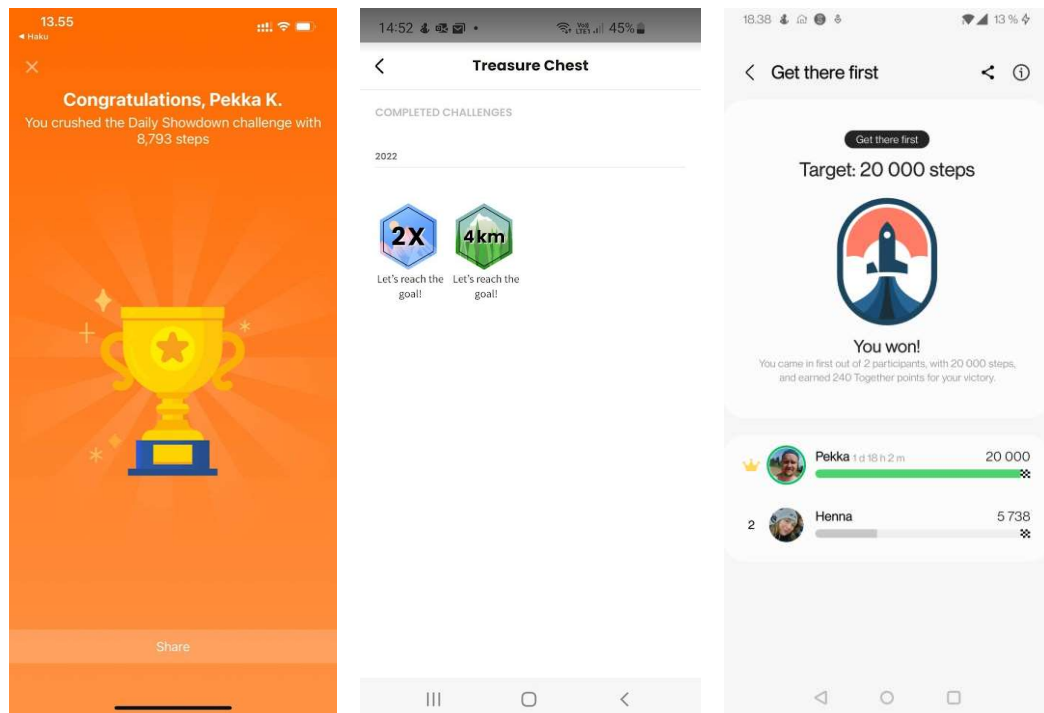 13.55
Haku
Congratulations, Pekka K.
You crushed the Daily Showdown challenge with
8,793 steps
Share
14:52
45%
Treasure Chest
COMPLETED CHALLENGES
2022
2X
4km
Let's reach the
goal!
Let's reach the
goal!
18.38
13 %
Get there first
Get there first
Target: 20 000 steps
You won!
You came in first out of 2 participants, with 20 000 steps,
and earned 240 Together points for your victory.
Pekka 1 d 18 h 2 m 20 000
2 Henna 5 738